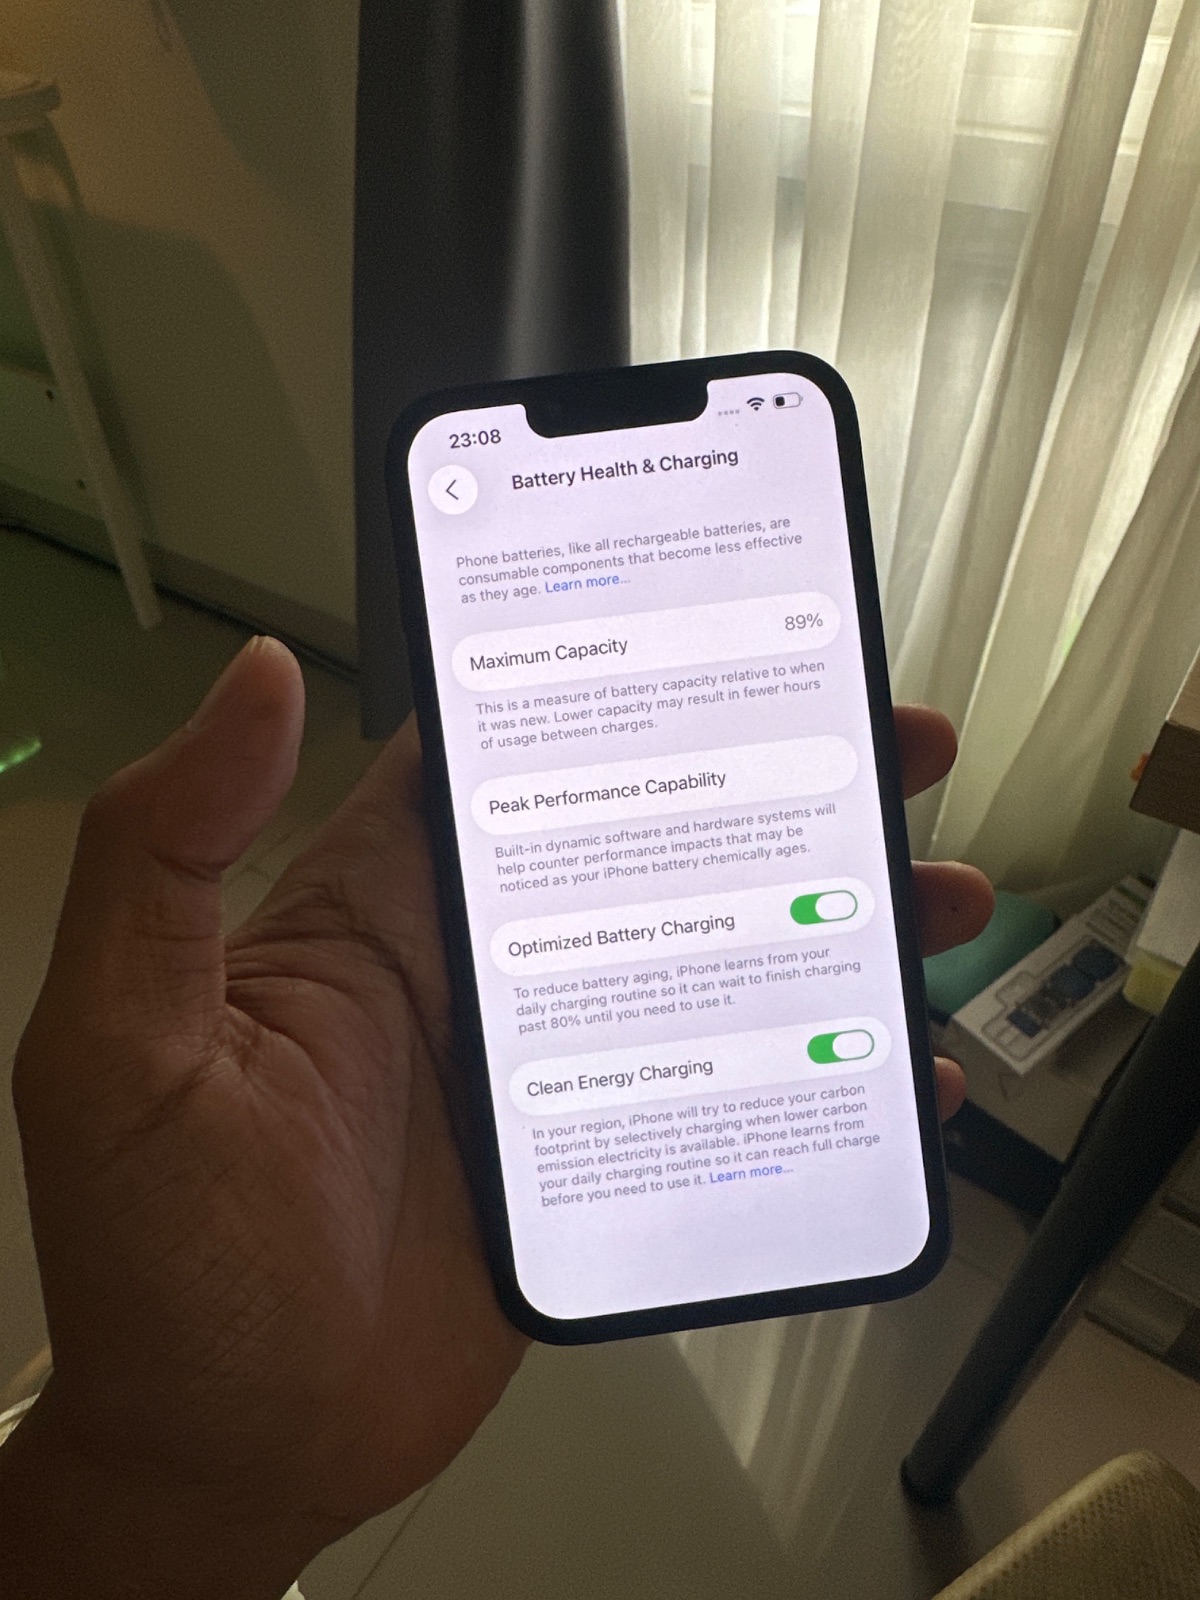 23:08
Battery Health & Charging
Phone batteries, like all rechargeable batteries, are
consumable components that become less effective
as they age. Learn more...
Maximum Capacity 89%
This is a measure of battery capacity relative to when
it was new. Lower capacity may result in fewer hours
of usage between charges.
Peak Performance Capability
Built-in dynamic software and hardware systems will
help counter performance impacts that may be
noticed as your iPhone battery chemically ages.
Optimized Battery Charging
To reduce battery aging, iPhone learns from your
daily charging routine so it can wait to finish charging
past 80% until you need to use it.
Clean Energy Charging
In your region, iPhone will try to reduce your carbon
footprint by selectively charging when lower carbon
emission electricity is available. iPhone learns from
your daily charging routine so it can reach full charge
before you need to use it. Learn more...